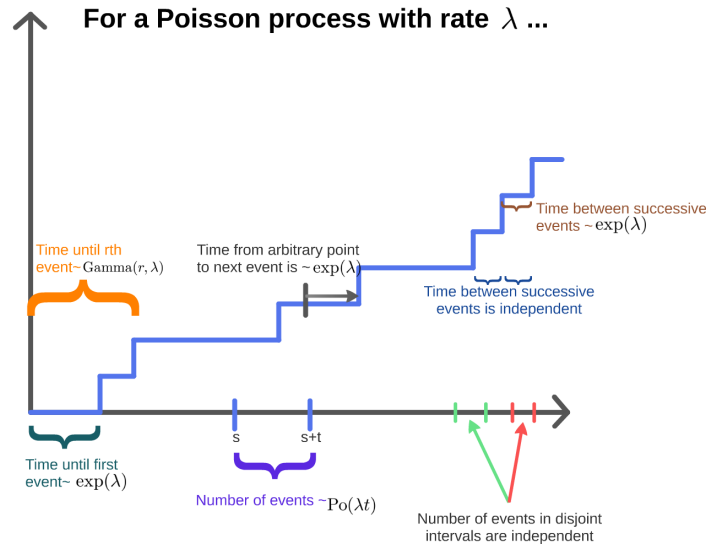 For a Poisson process with rate λ ...
Time until rth
event~ Gamma(r, λ)
Time from arbitrary point
to next event is ~ exp(λ)
Time between successive
events ~ exp(λ)
Time between successive
events is independent
s
s+t
Time until first
event~ exp(λ)
Number of events ~ Po(λt)
Number of events in disjoint
intervals are independent